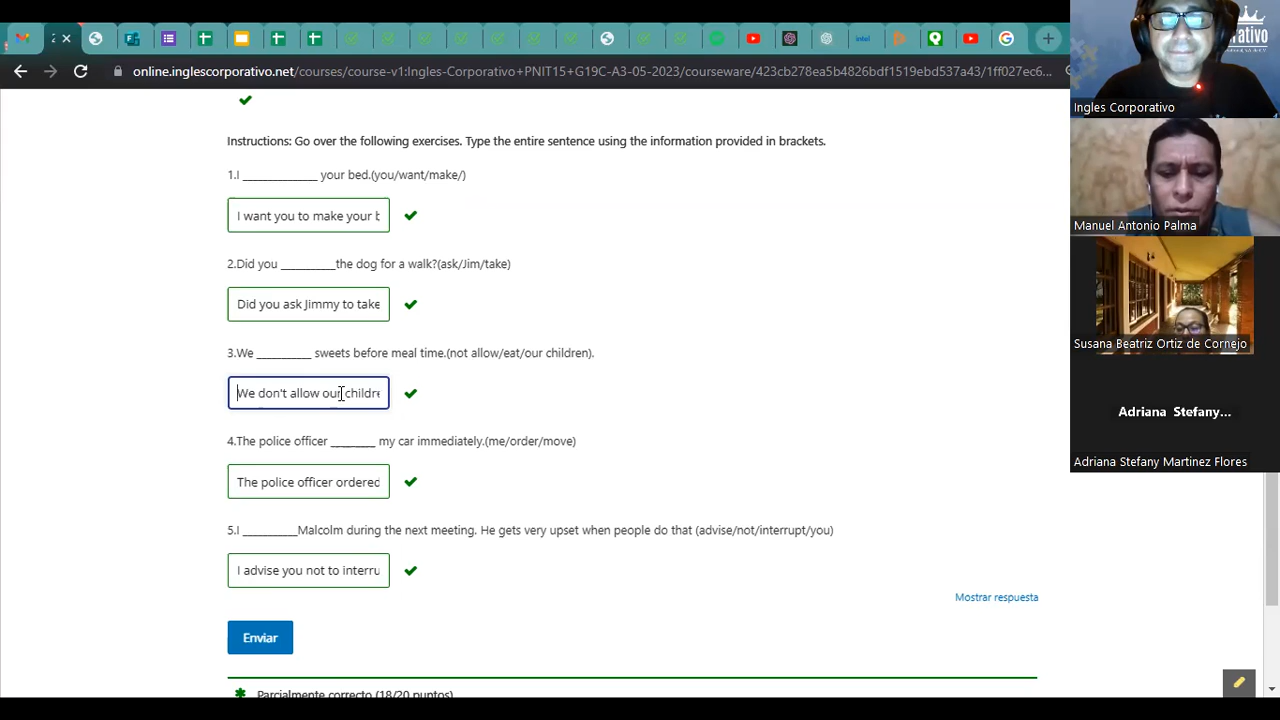 online.inglescorporativo.net/courses/course-v1:Ingles-Corporativo+PNIT15+G19C-A3-05-2023/courseware/423cb278ea5b4826bdf1519ebd537a43/1ff027ec6...
intel
Instructions: Go over the following exercises. Type the entire sentence using the information provided in brackets.
1.I ______________ your bed.(you/want/make/)
I want you to make your b
2.Did you ___________the dog for a walk?(ask/Jim/take)
Did you ask Jimmy to take
3.We ___________ sweets before meal time.(not allow/eat/our children).
We don't allow our childre
4.The police officer _________ my car immediately.(me/order/move)
The police officer ordered
5.I ___________Malcolm during the next meeting. He gets very upset when people do that (advise/not/interrupt/you)
I advise you not to interru
Mostrar respuesta
Enviar
Parcialmente correcto (18/20 puntos)
Ingles Corporativo
Manuel Antonio Palma
Susana Beatriz Ortiz de Cornejo
Adriana Stefany...
Adriana Stefany Martinez Flores